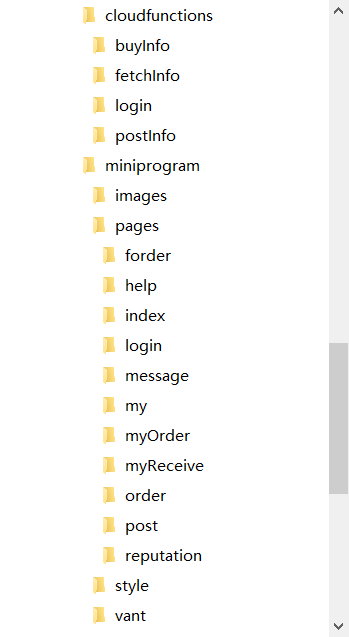 cloudfunctions
buyInfo
fetchInfo
login
postInfo
miniprogram
images
pages
forder
help
index
login
message
my
myOrder
myReceive
order
post
reputation
style
vant